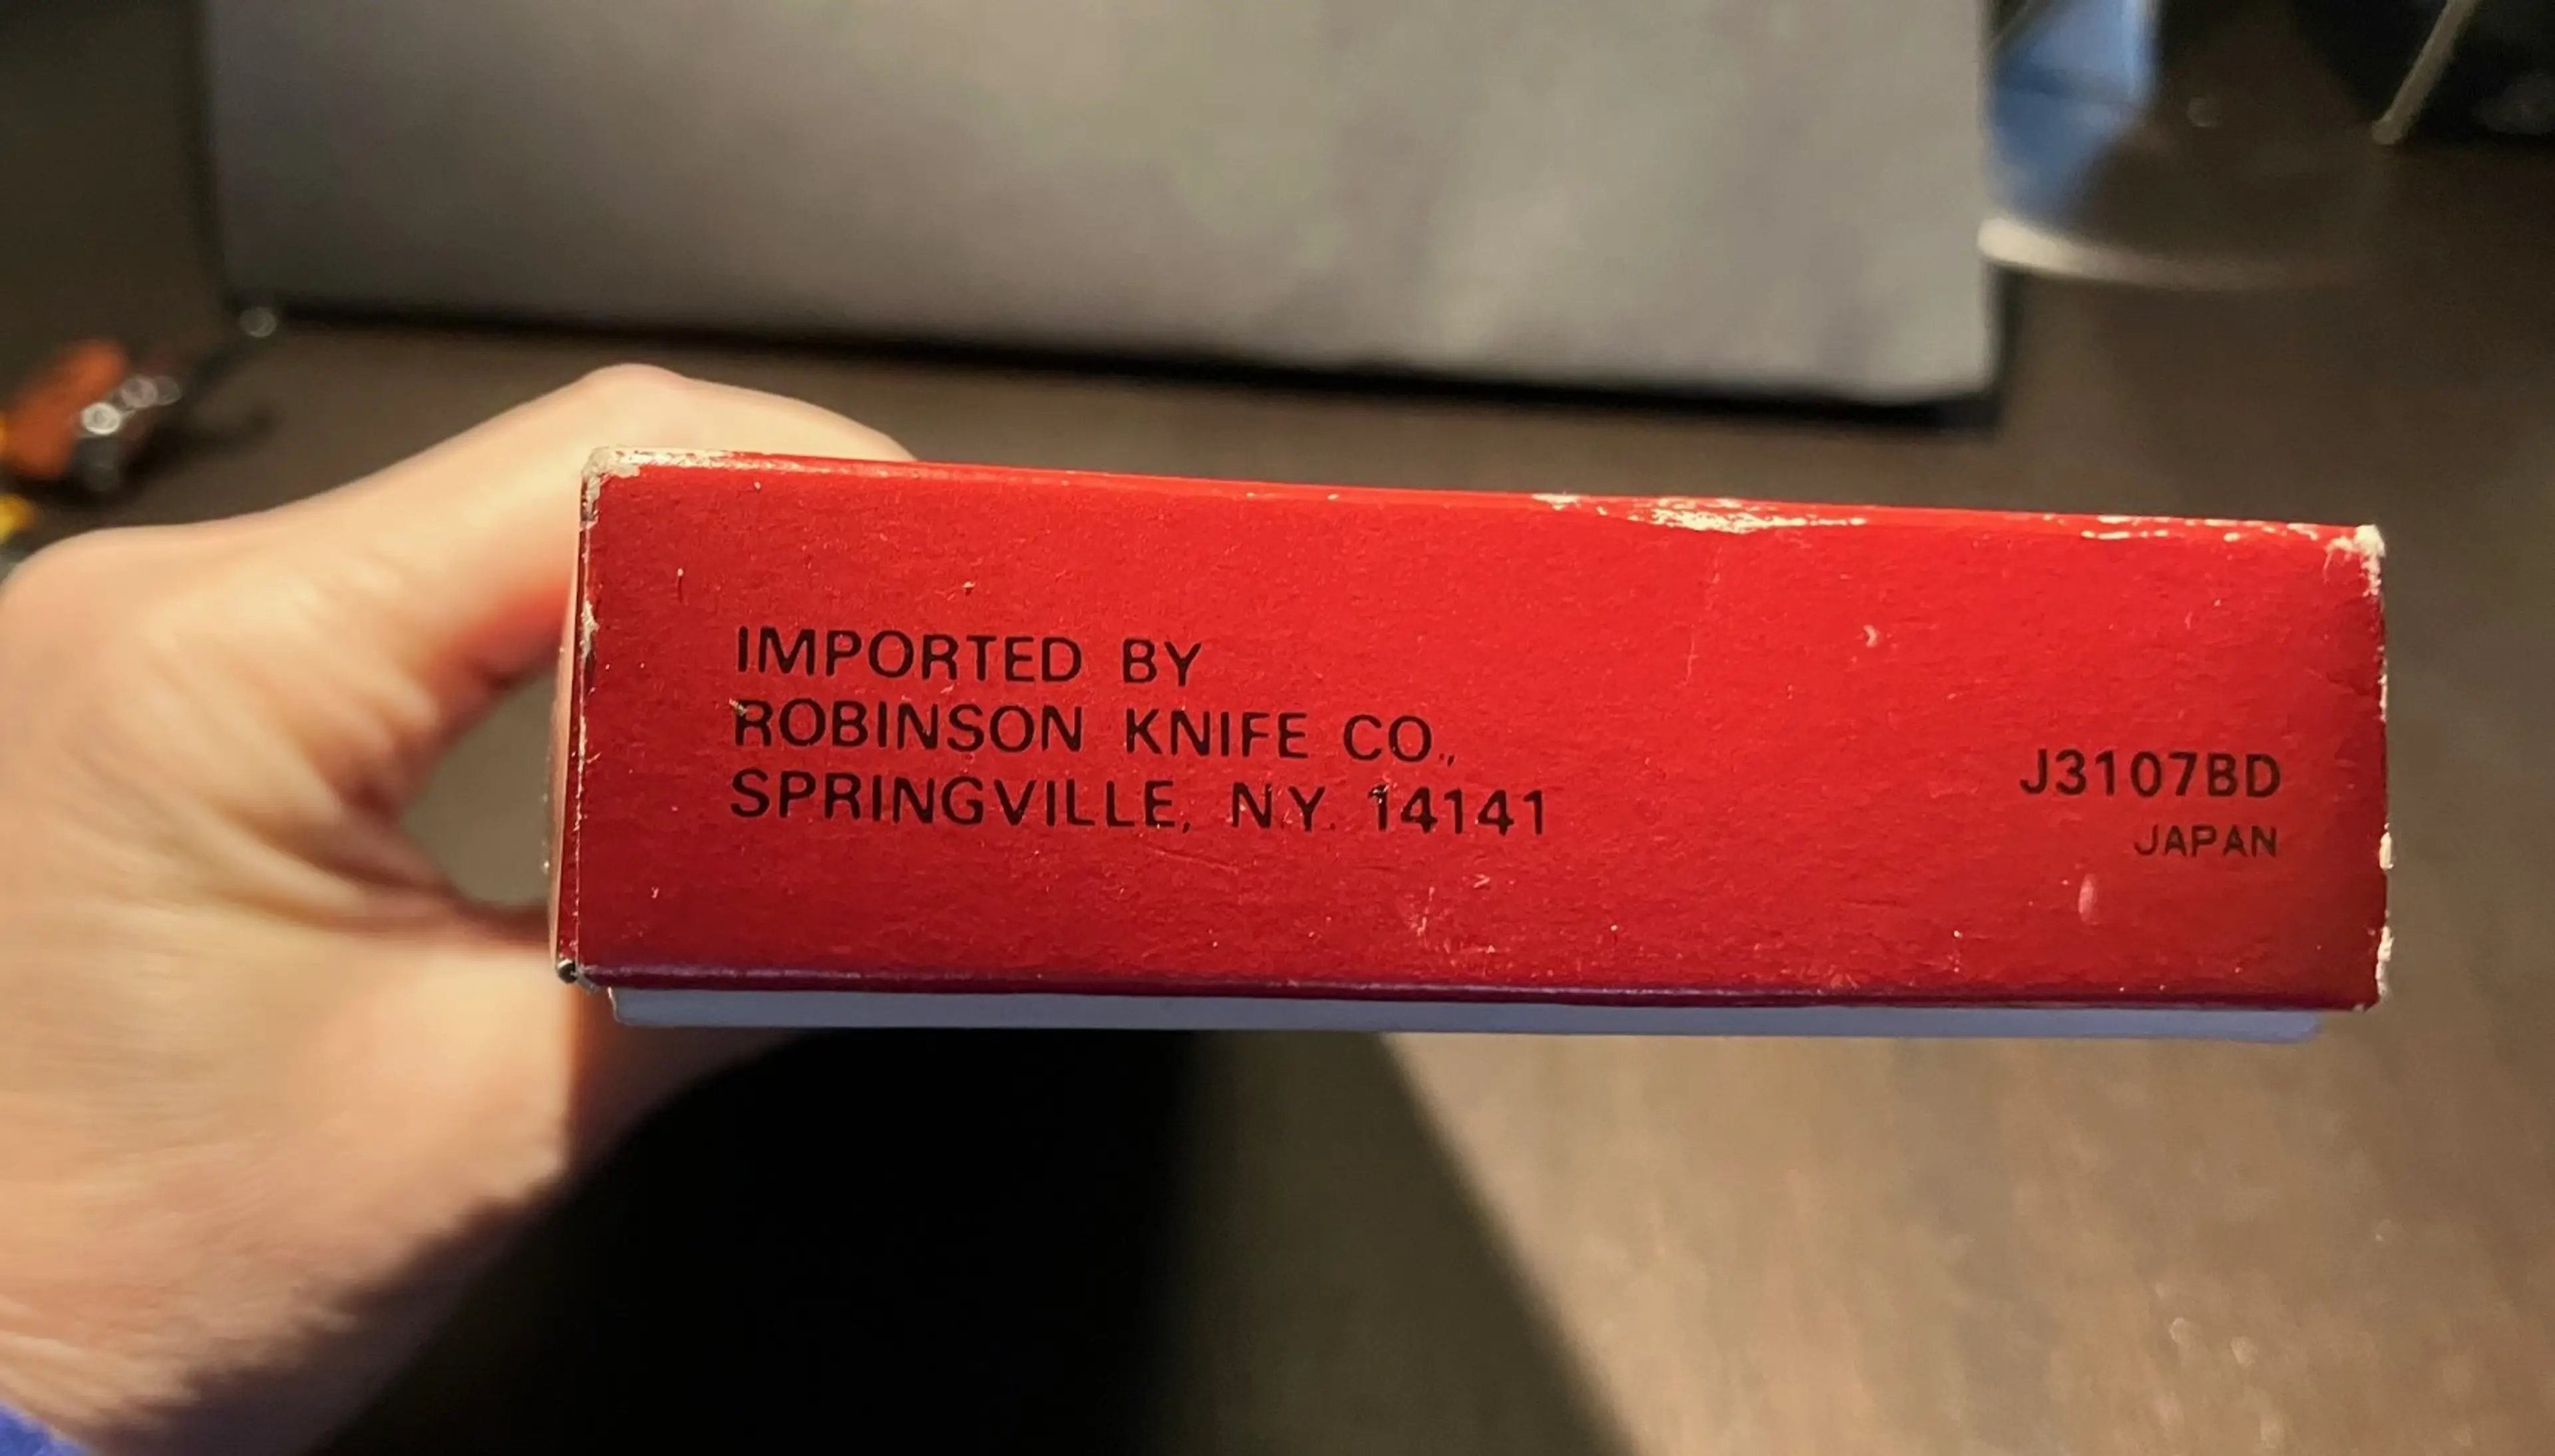 IMPORTED BY
ROBINSON KNIFE CO.,
SPRINGVILLE, N.Y. 14141
J3107BD
JAPAN